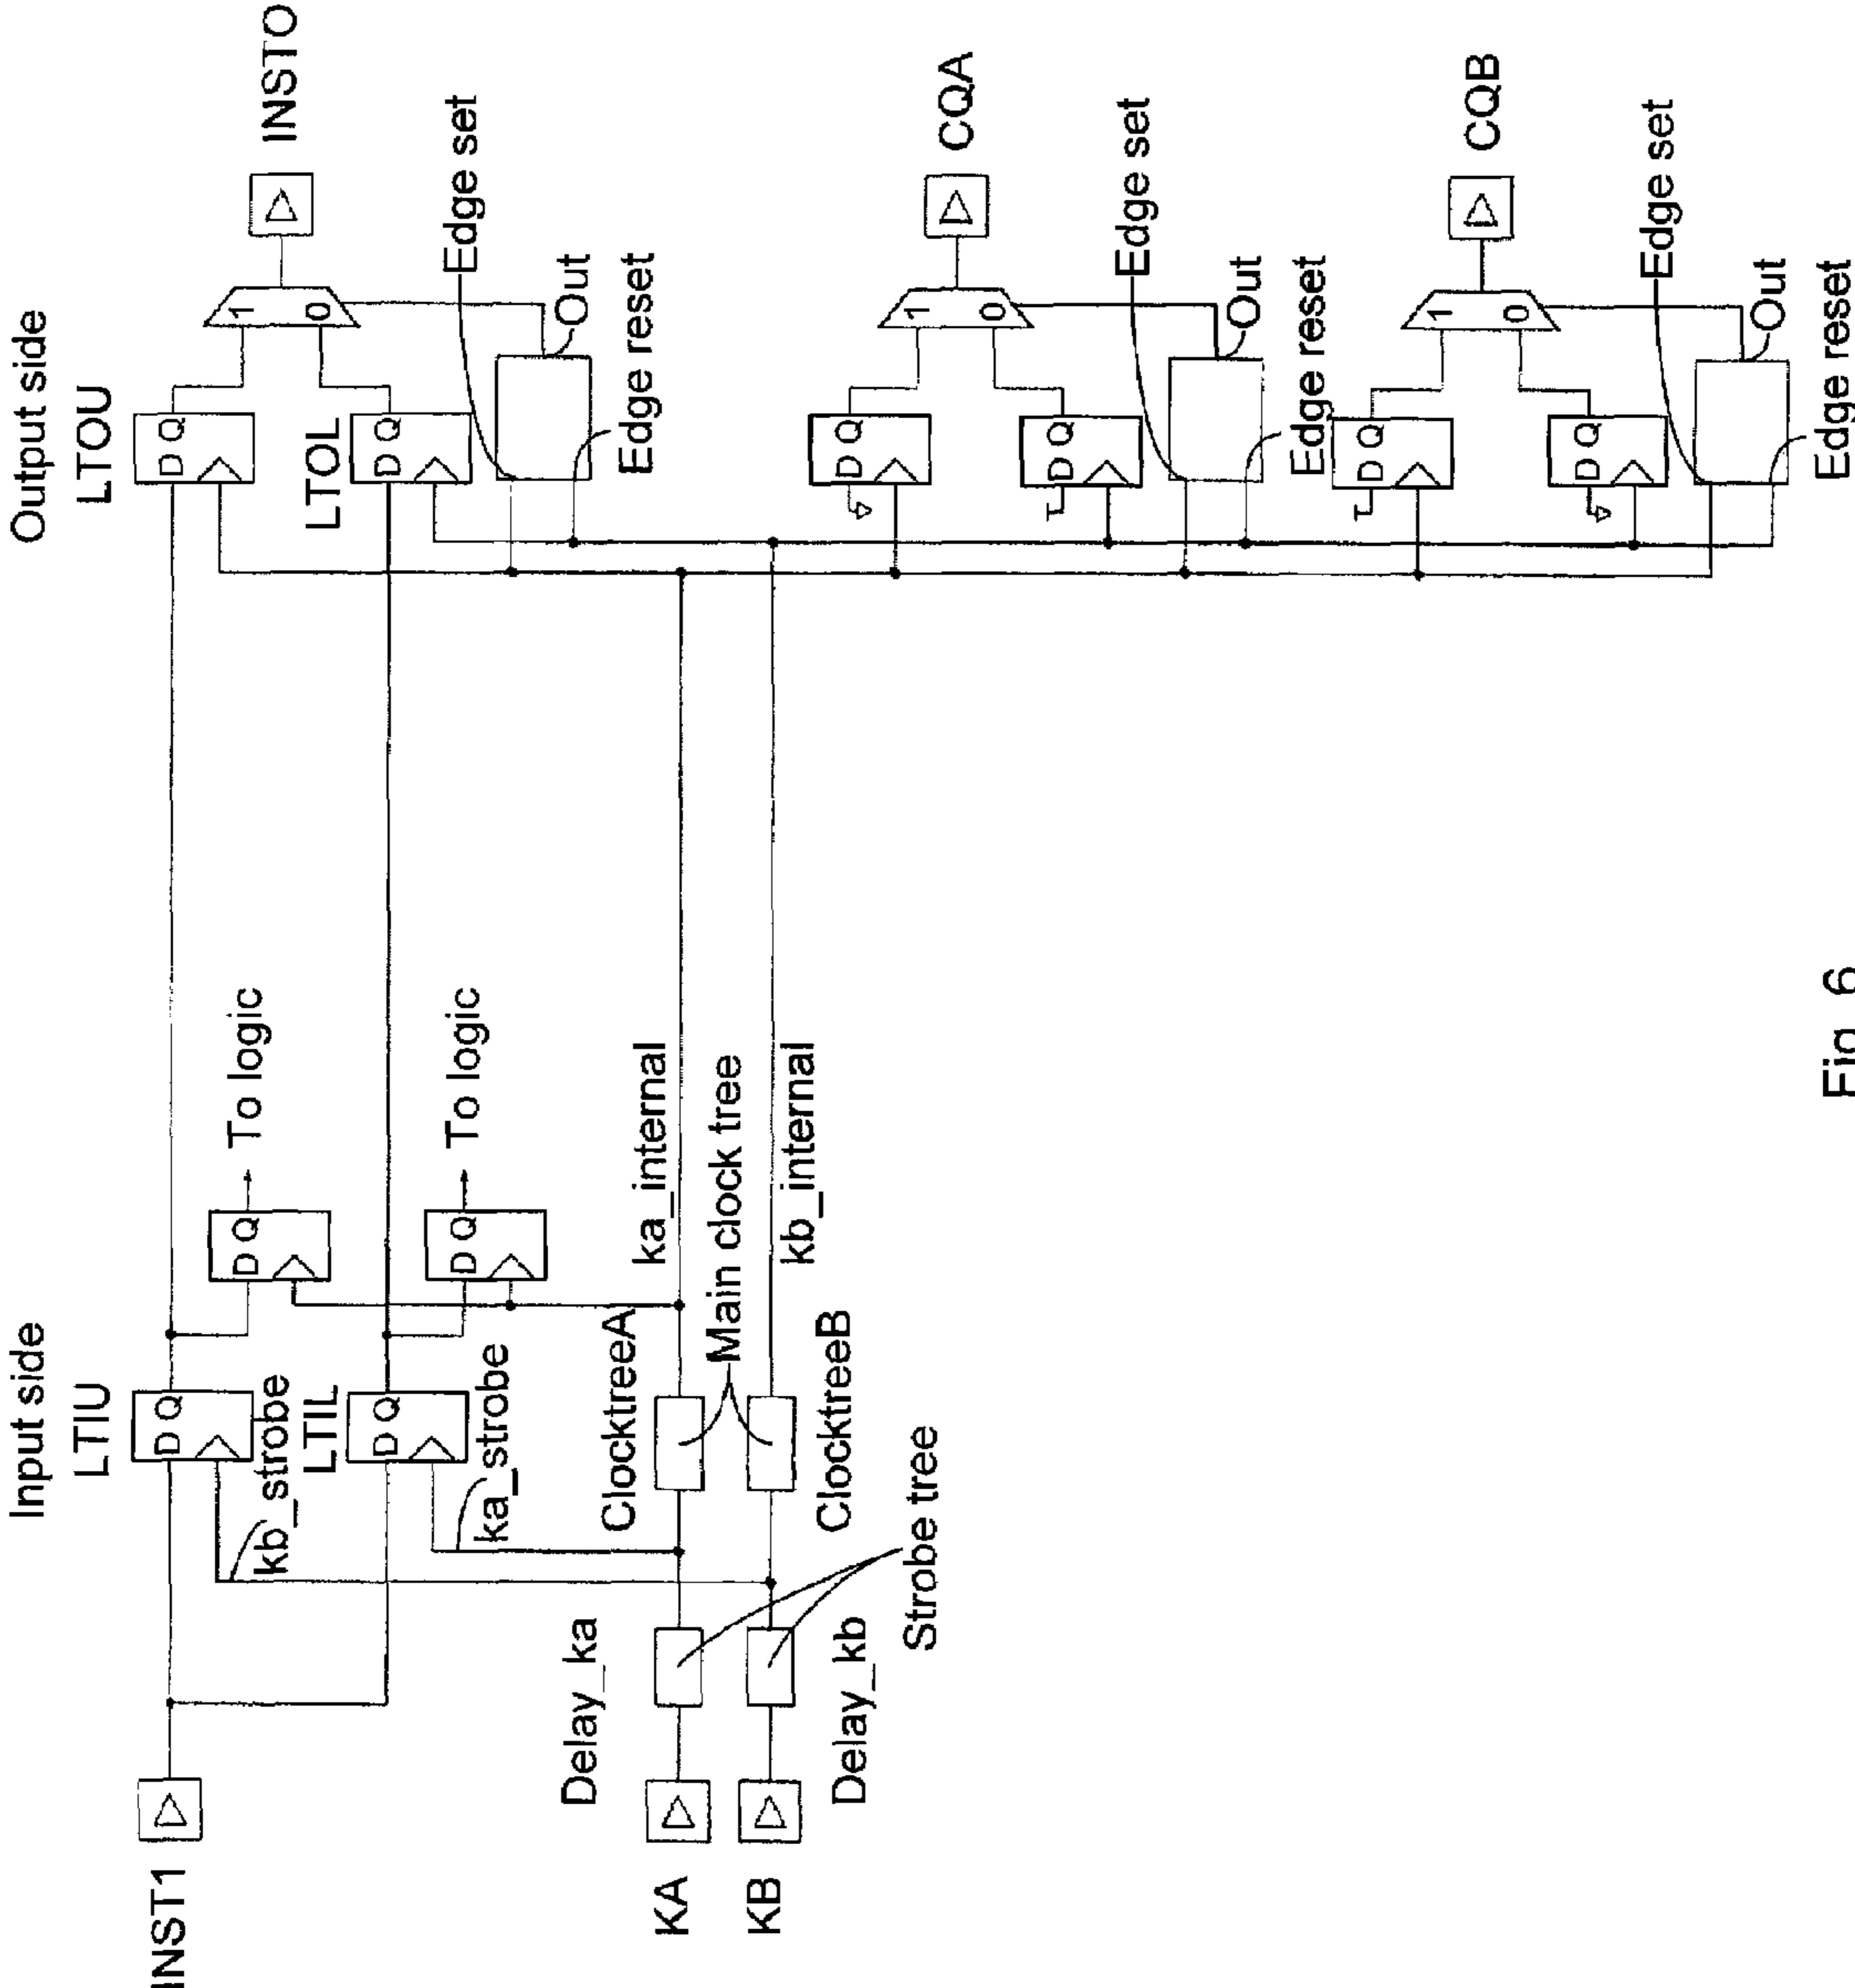 Input side
Output side
LTIU
LTOU
INST1
D Q
To logic
D Q
D Q
1
0
INSTO
kb_strobe
LTIL
D Q
To logic
D Q
LTOL
D Q
Edge set
ka_strobe
Out
Edge reset
Delay_ka
ClocktreeA
ka_internal
KA
Main clock tree
KB
kb_internal
Delay_kb
ClocktreeB
Strobe tree
D Q
1
0
CQA
D Q
Edge set
Out
Edge reset
D Q
1
0
CQB
D Q
Edge set
Out
Edge reset
Fig. 6